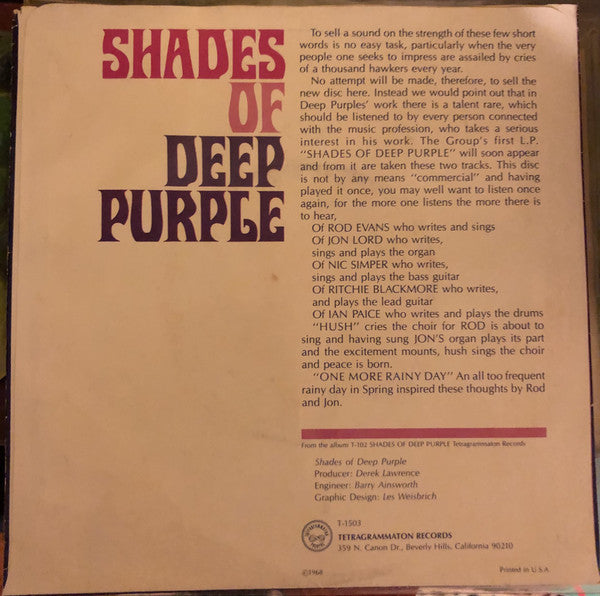 SHADES
OF
DEEP
PURPLE
To sell a sound on the strength of these few short
words is no easy task, particularly when the very
people one seeks to impress are assailed by cries
of a thousand hawkers every year.
No attempt will be made, therefore, to sell the
new disc here. Instead we would point out that in
Deep Purples' work there is a talent rare, which
should be listened to by every person connected
with the music profession, who takes a serious
interest in his work. The Group's first L.P.
"SHADES OF DEEP PURPLE" will soon appear
and from it are taken these two tracks. This disc
is not by any means "commercial" and having
played it once, you may well want to listen once
again, for the more one listens the more there is
to hear,
Of ROD EVANS who writes and sings
Of JON LORD who writes,
sings and plays the organ
Of NIC SIMPER who writes,
sings and plays the bass guitar
Of RITCHIE BLACKMORE who writes,
and plays the lead guitar
Of IAN PAICE who writes and plays the drums
"HUSH" cries the choir for ROD is about to
sing and having sung JON'S organ plays its part
and the excitement mounts, hush sings the choir
and peace is born.
"ONE MORE RAINY DAY" An all too frequent
rainy day in Spring inspired these thoughts by Rod
and Jon.
From the album T-102 SHADES OF DEEP PURPLE Tetragrammaton Records
Shades of Deep Purple
Producer: Derek Lawrence
Engineer: Barry Ainsworth
Graphic Design: Les Weisbrich
T-1503
TETRAGRAMMATON RECORDS
359 N. Canon Dr., Beverly Hills, California 90210
©1968
Printed in U.S.A